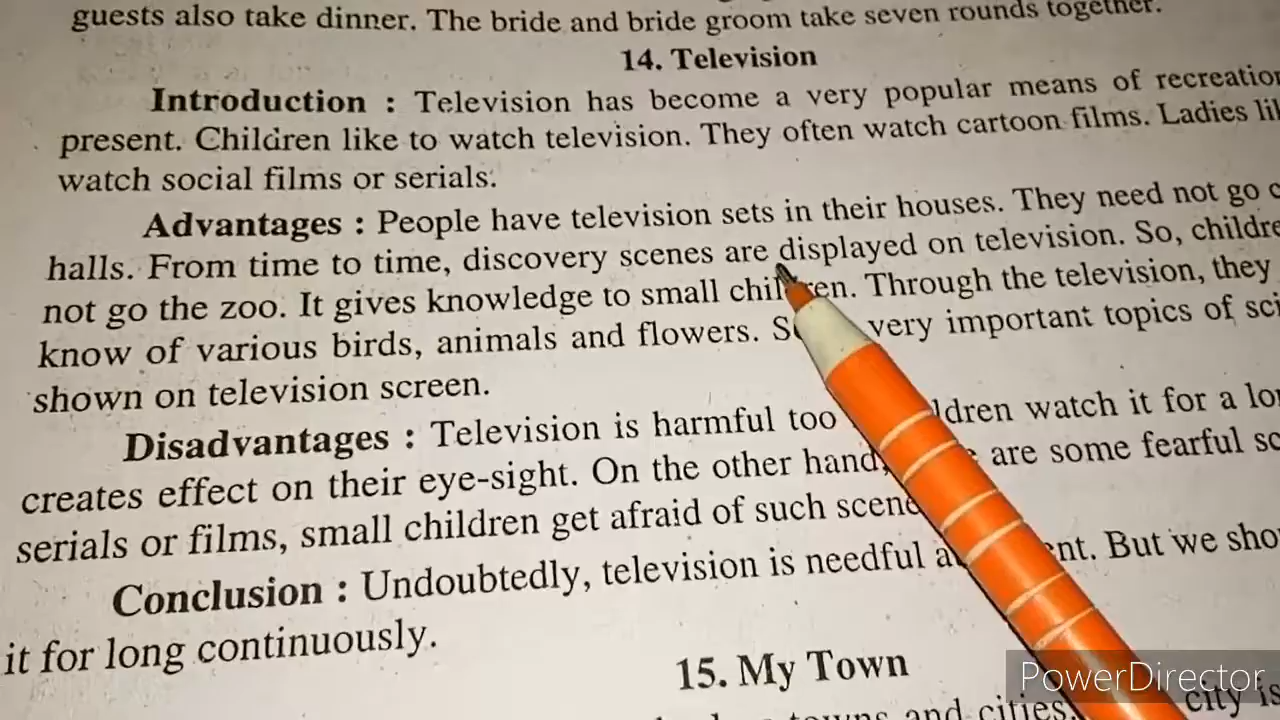 guests also take dinner. The bride and bride groom take seven rounds together.
14. Television
Introduction : Television has become a very popular means of recreation
present. Children like to watch television. They often watch cartoon films. Ladies
watch social films or serials.
Advantages : People have television sets in their houses. They need not go
halls. From time to time, discovery scenes are displayed on television. So,
not go the zoo. It gives knowledge to small children. Through the television, they
know of various birds, animals and flowers. very important topics of
shown on television screen.
Disadvantages : Television is harmful too watch it for a
creates effect on their eye-sight. On the other hand, are some fearful
serials or films, small children get afraid of such
Conclusion : Undoubtedly, television is needful But we
it for long continuously.
15. My Town
towns and cities. city is
PowerDirector